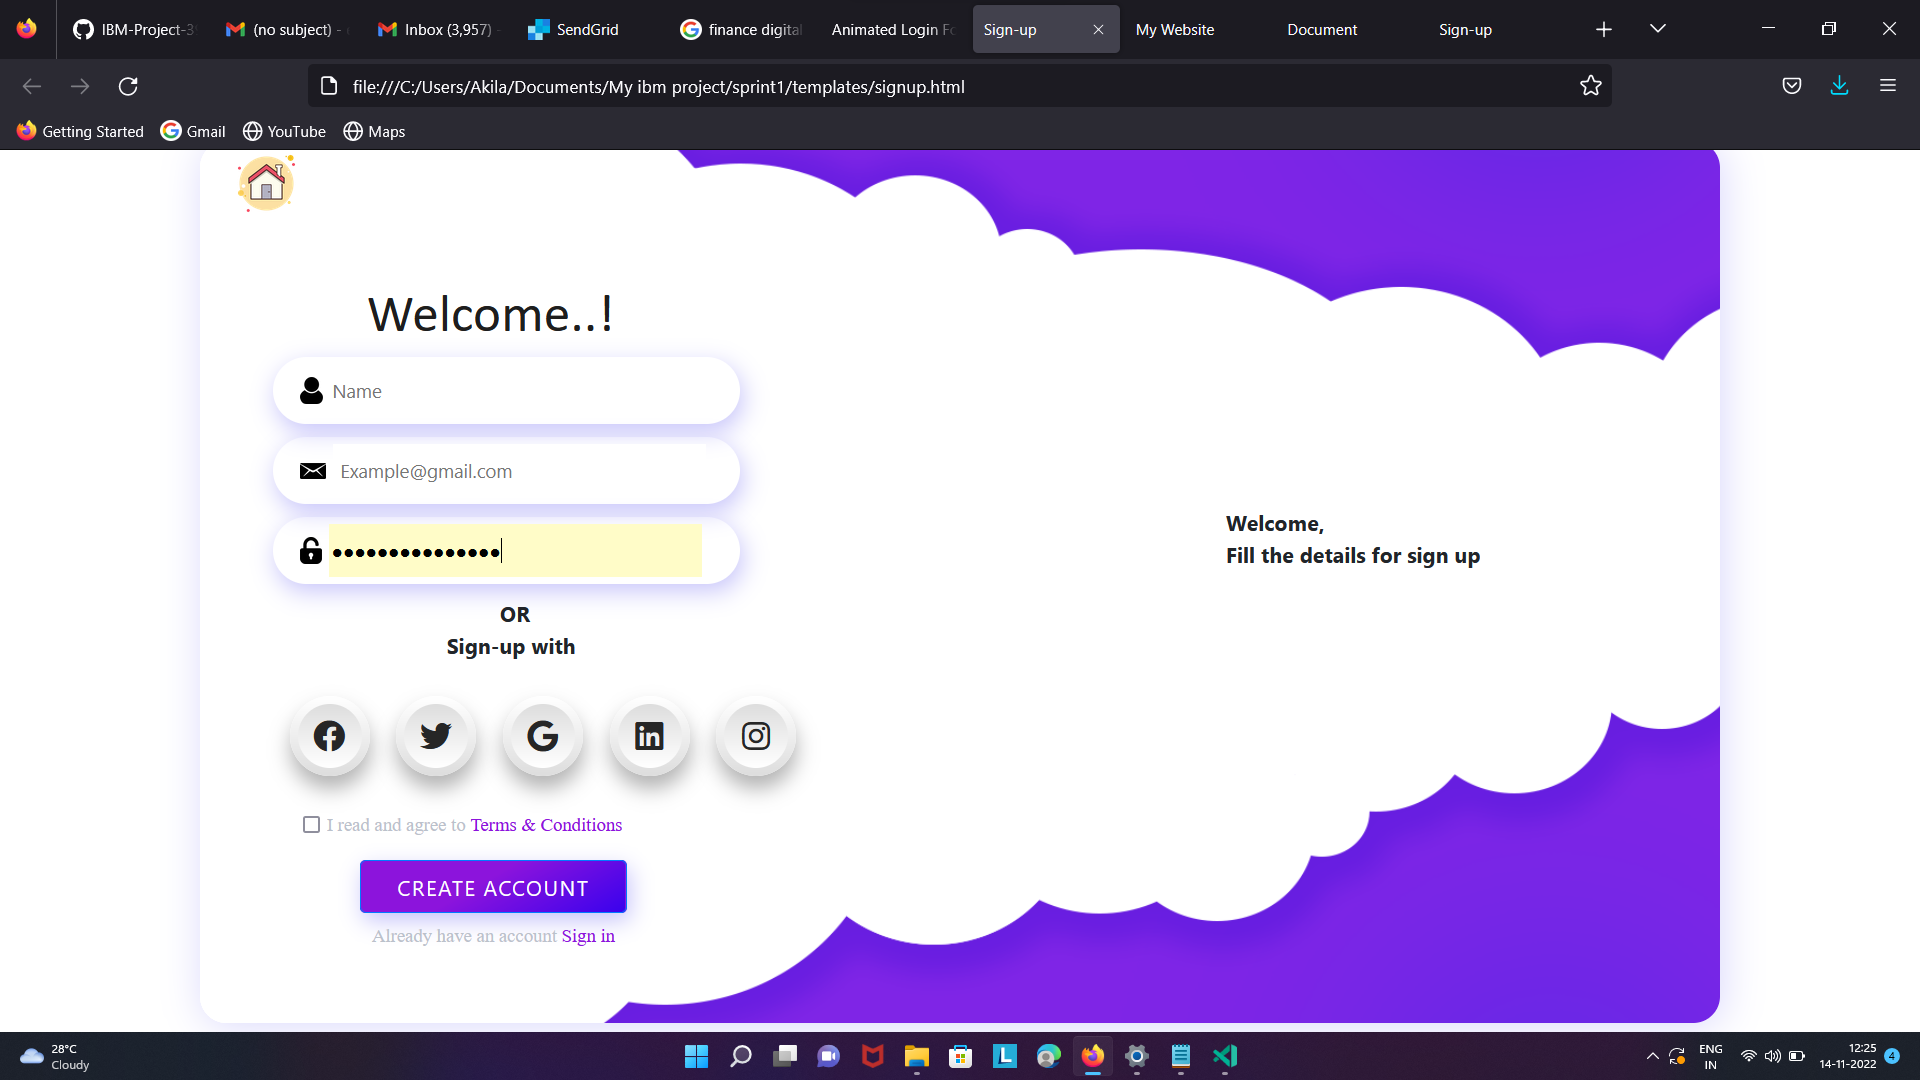 IBM-Project-3
(no subject) -
Inbox (3,957) -
SendGrid
finance digital
Animated Login Fo
Sign-up
My Website
Document
Sign-up
file:///C:/Users/Akila/Documents/My ibm project/sprint1/templates/signup.html
Getting Started
Gmail
YouTube
Maps
Welcome..!
Name
Example@gmail.com
OR
Sign-up with
I read and agree to Terms & Conditions
CREATE ACCOUNT
Already have an account Sign in
Welcome,
Fill the details for sign up
28°C
Cloudy
L
ENG
IN
12:25
14-11-2022
4